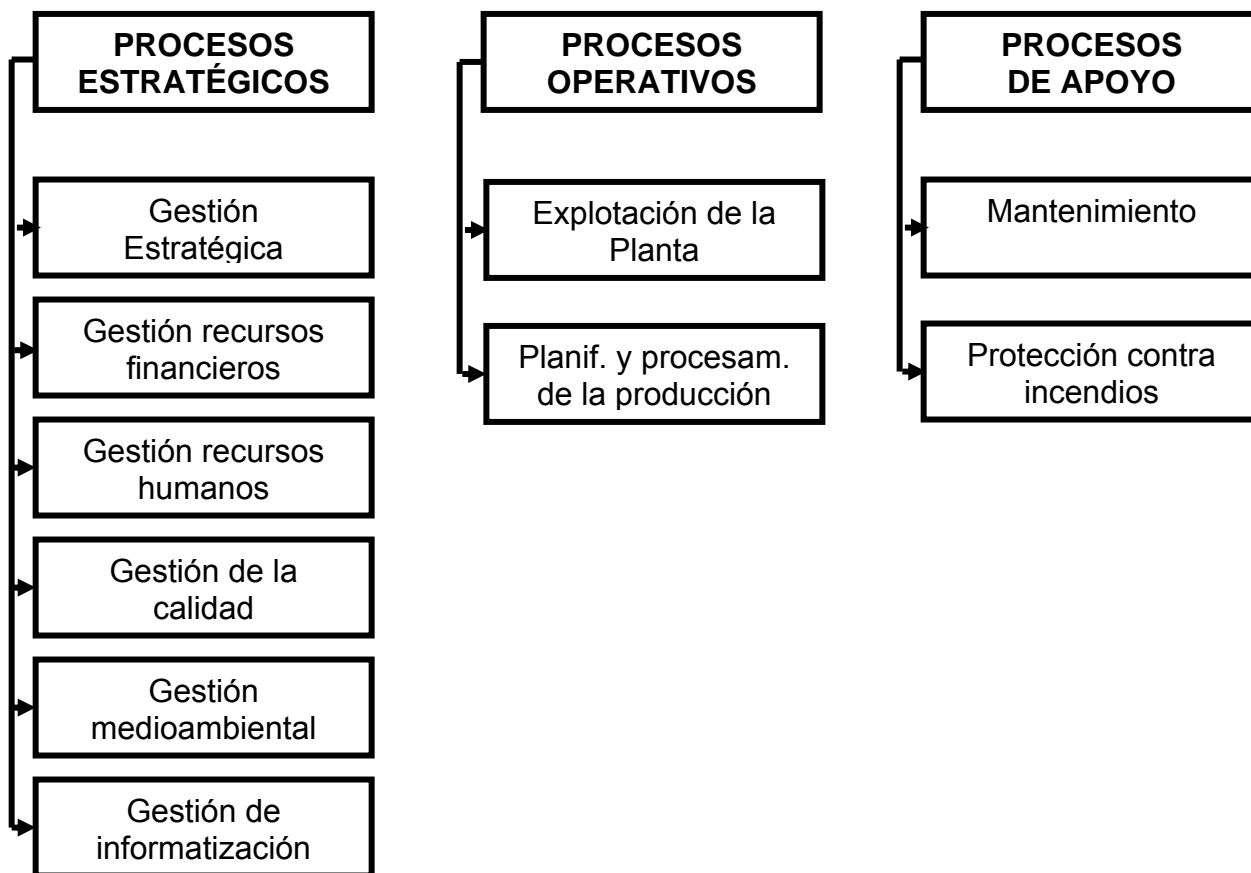 PROCESOS
ESTRATÉGICOS
Gestión
Estratégica
Gestión recursos
financieros
Gestión recursos
humanos
Gestión de la
calidad
Gestión
medioambiental
Gestión de
informatización
PROCESOS
OPERATIVOS
Explotación de la
Planta
Planif. y procesam.
de la producción
PROCESOS
DE APOYO
Mantenimiento
Protección contra
incendios